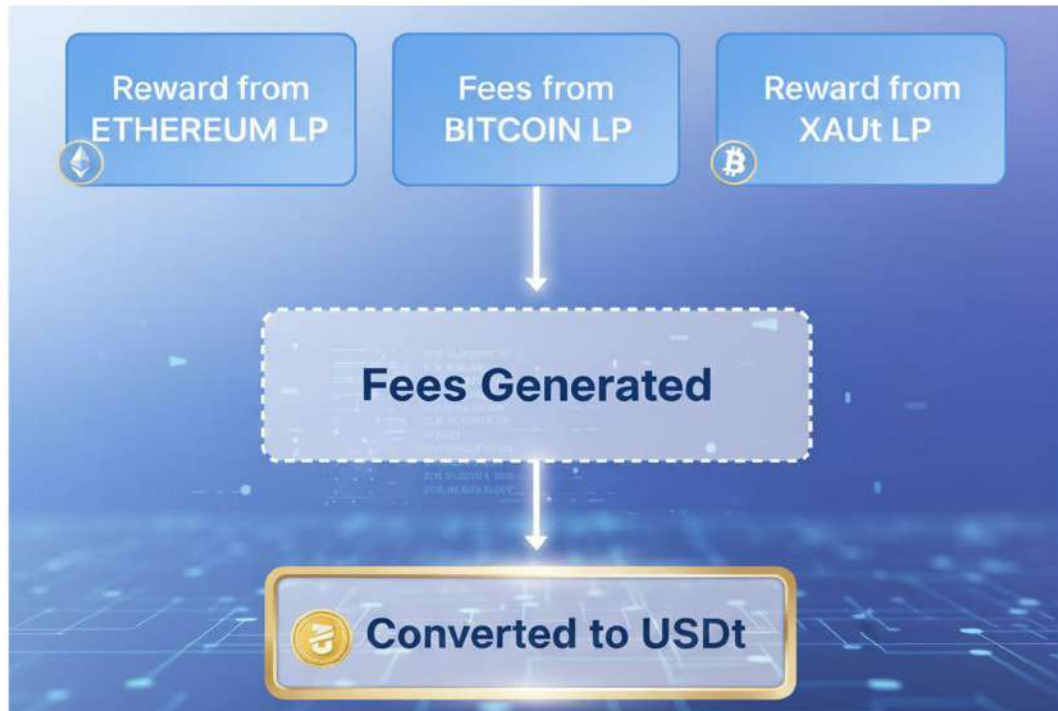 Reward from
ETHEREUM LP
Fees from
BITCOIN LP
Reward from
XAUt LP
Fees Generated
Converted to USDt